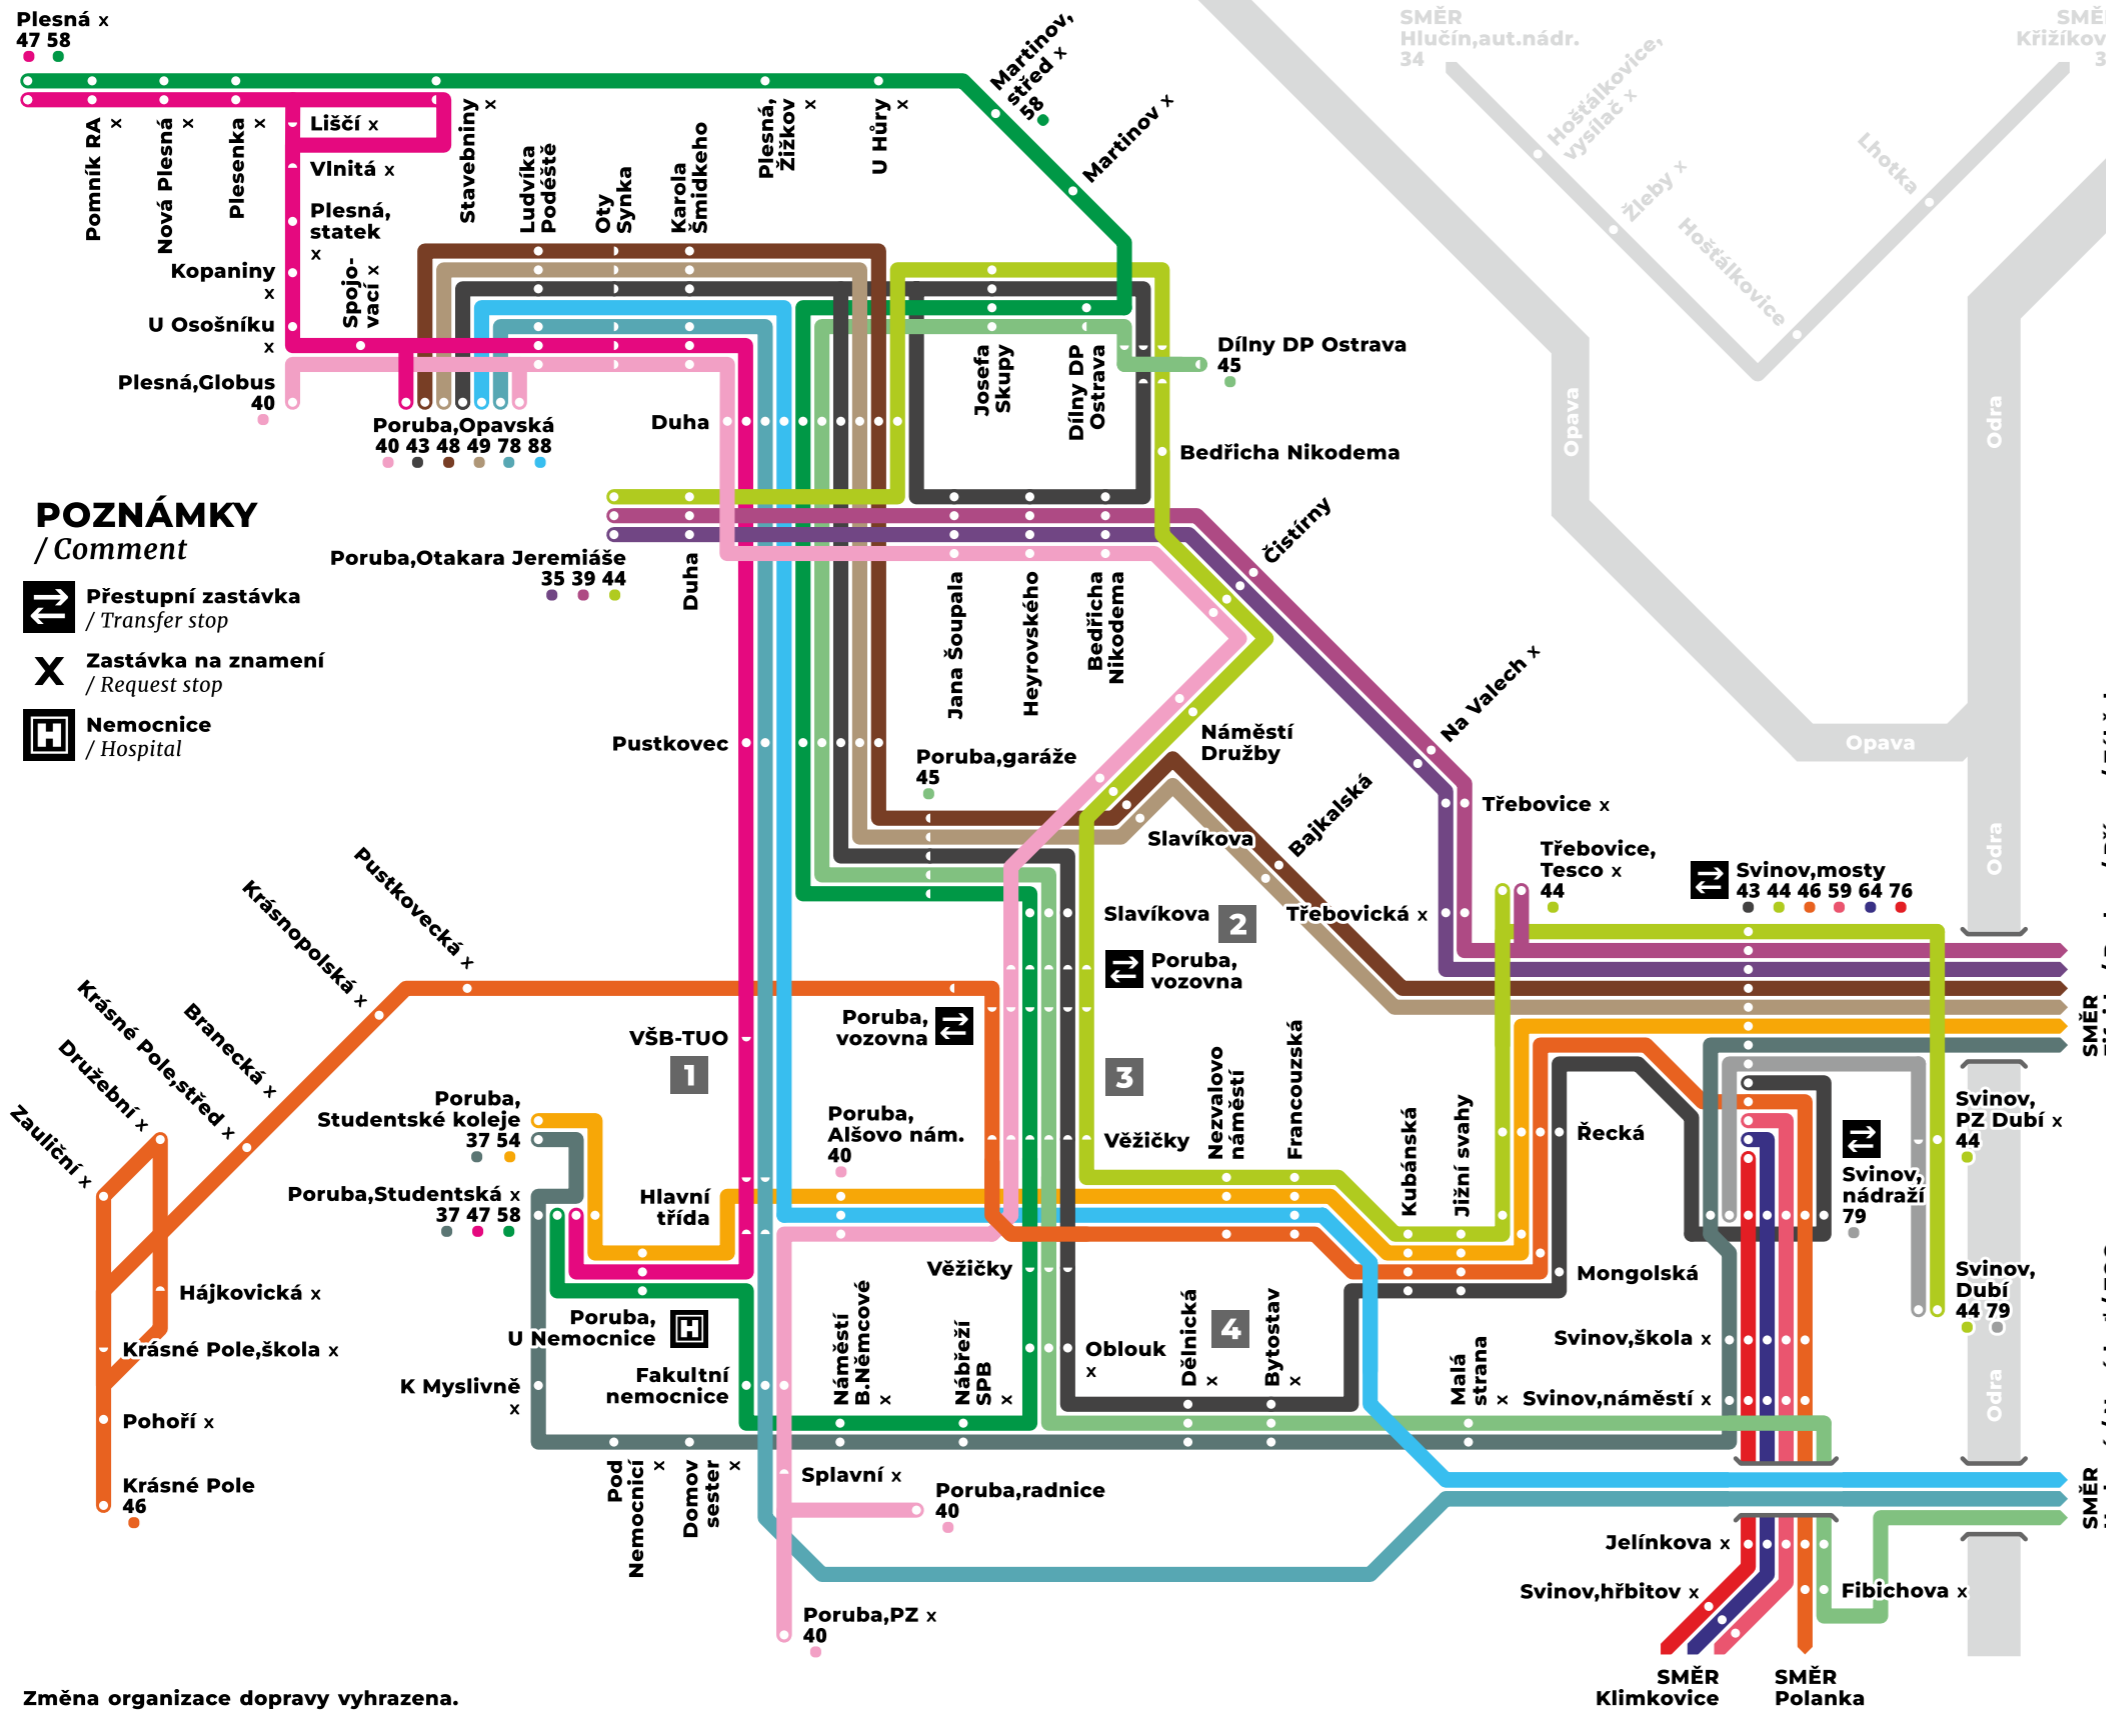 Plesná x
47 58
Pomník RA x
Nová Plesná x
Plesenka x
Liščí x
Vlnitá x
Plesná,
statek
x
Stavebniny x
Ludvíka
Poděště
Oty
Synka
Karola
Šmidkeho
Plesná,
Žižkov x
U Hůry x
Martinov,
střed x
58
Martinov x
SMĚR
Hlučín,aut.nádr.
34
Hošťálkovice,
vysílač x
Žleby x
Hošťálkovice
Lhotka
Kopaniny
x
U Osošníku
x
Spojo-
vací x
Plesná,Globus
40
Poruba,Opavská
40 43 48 49 78 88
Duha
Josefa
Skupy
Dílny DP
Ostrava
Dílny DP Ostrava
45
Bedřicha Nikodema
Opava
Odra
POZNÁMKY
/ Comment
Přestupní zastávka
/ Transfer stop
X Zastávka na znamení
/ Request stop
H Nemocnice
/ Hospital
Poruba,Otakara Jeremiáše
35 39 44
Duha
Jana Šoupala
Heyrovského
Bedřicha
Nikodema
Čistírny
Na Valech x
Pustkovec
Poruba,garáže
45
Náměstí
Družby
Slavíkova
Bajkalská
Třebovice x
Opava
Odra
Třebovice,
Tesco x
44
Svinov,mosty
43 44 46 59 64 76
Slavíkova 2
Třebovická x
Poruba,
vozovna
Pustkovecká x
Krásnopolská x
Branecká x
Krásné Pole,střed x
Družební x
Zauliční x
VŠB-TUO
1
Poruba,
vozovna
3
Poruba,
Studentské koleje
37 54
Poruba,
Alšovo nám.
40
Věžičky
Nezvalovo
náměstí
Francouzská
Kubánská
Jižní svahy
Řecká
Svinov,
PZ Dubí x
44
Svinov,
nádraží
79
Poruba,Studentská x
37 47 58
Hlavní
třída
Věžičky
Mongolská
Svinov,
Dubí
44 79
Hájkovická x
Krásné Pole,škola x
Pohoří x
Krásné Pole
46
Poruba,
U Nemocnice
H
K Myslivně
x
Fakultní
nemocnice
Náměstí
B.Němcové x
Nábřeží
SPB x
Oblouk
x
Dělnická x
4
Bytostav x
Malá
strana x
Svinov,škola x
Svinov,náměstí x
Odra
Pod
Nemocnicí x
Domov
sester x
Splavní x
Poruba,radnice
40
Poruba,PZ x
40
Jelínkova x
Svinov,hřbitov x
Fibichova x
SMĚR
SMĚR
SMĚR
Klimkovice
SMĚR
Polanka
Změna organizace dopravy vyhrazena.